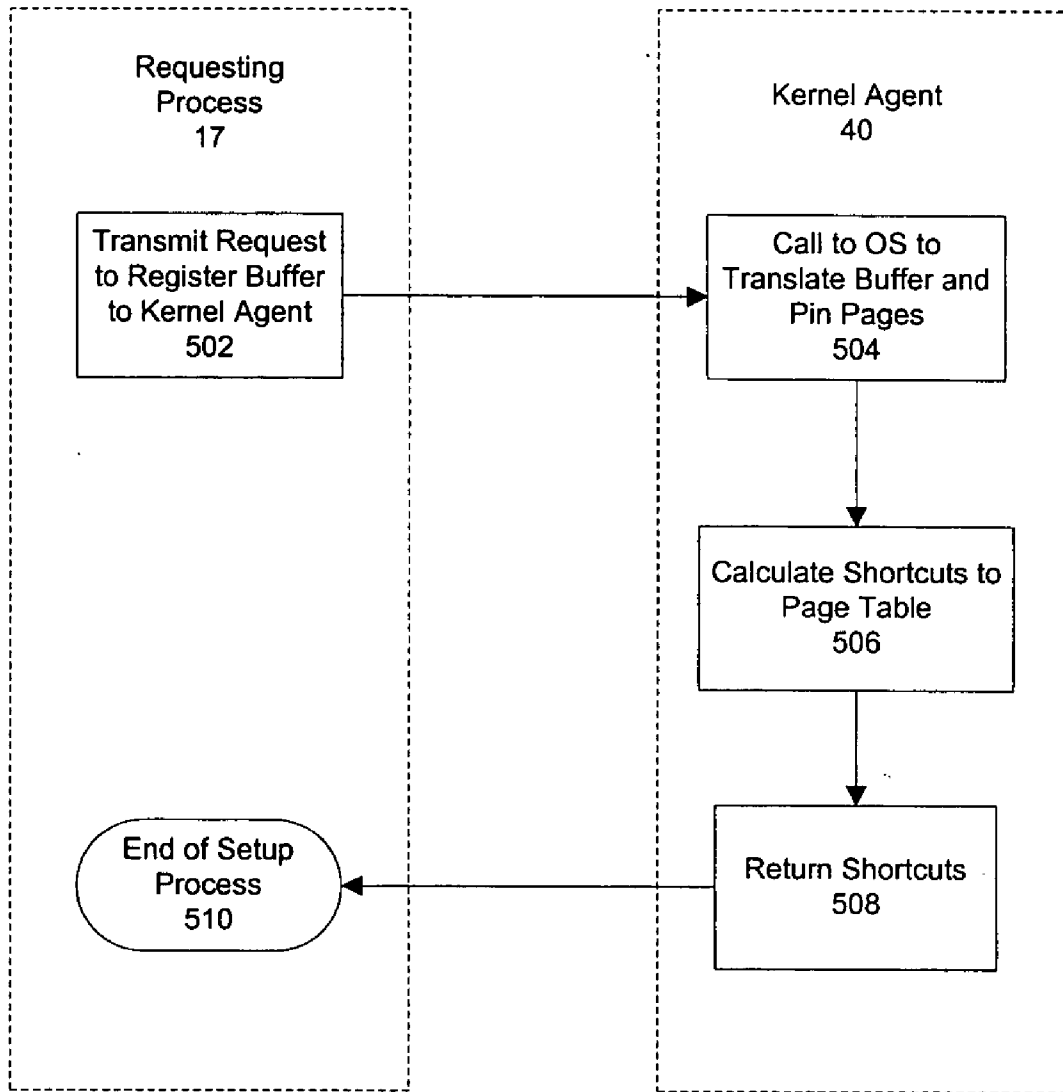 Requesting
Process
17
Kernel Agent
40
Transmit Request
to Register Buffer
to Kernel Agent
502
Call to OS to
Translate Buffer and
Pin Pages
504
Calculate Shortcuts to
Page Table
506
Return Shortcuts
508
End of Setup
Process
510